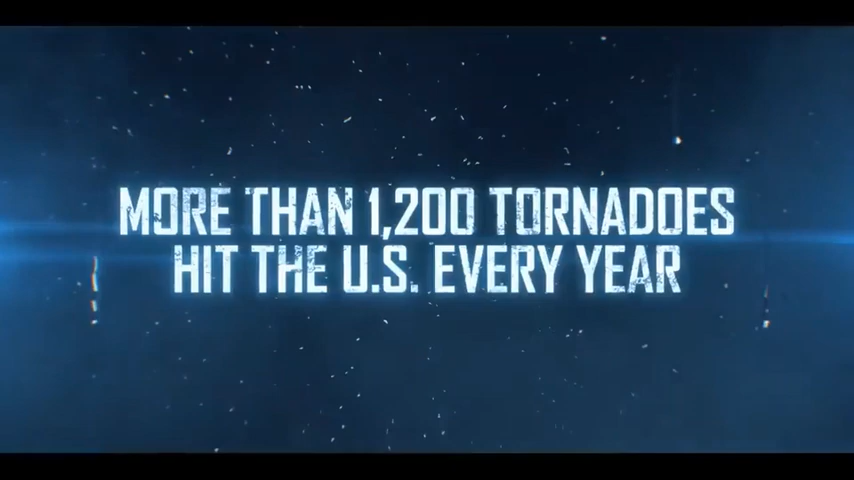 MORE THAN 1,200 TORNADOES
HIT THE U.S. EVERY YEAR